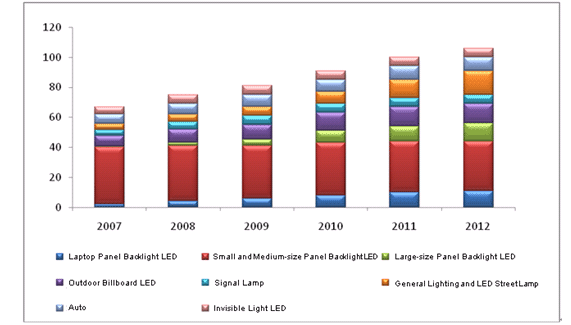 120
100
80
60
40
20
0
2007 2008 2009 2010 2011 2012
Laptop Panel Backlight LED Small and Medium-size Panel BacklightLED Large-size Panel Backlight LED
Outdoor Billboard LED Signal Lamp General Lighting and LED StreetLamp
Auto Invisible Light LED